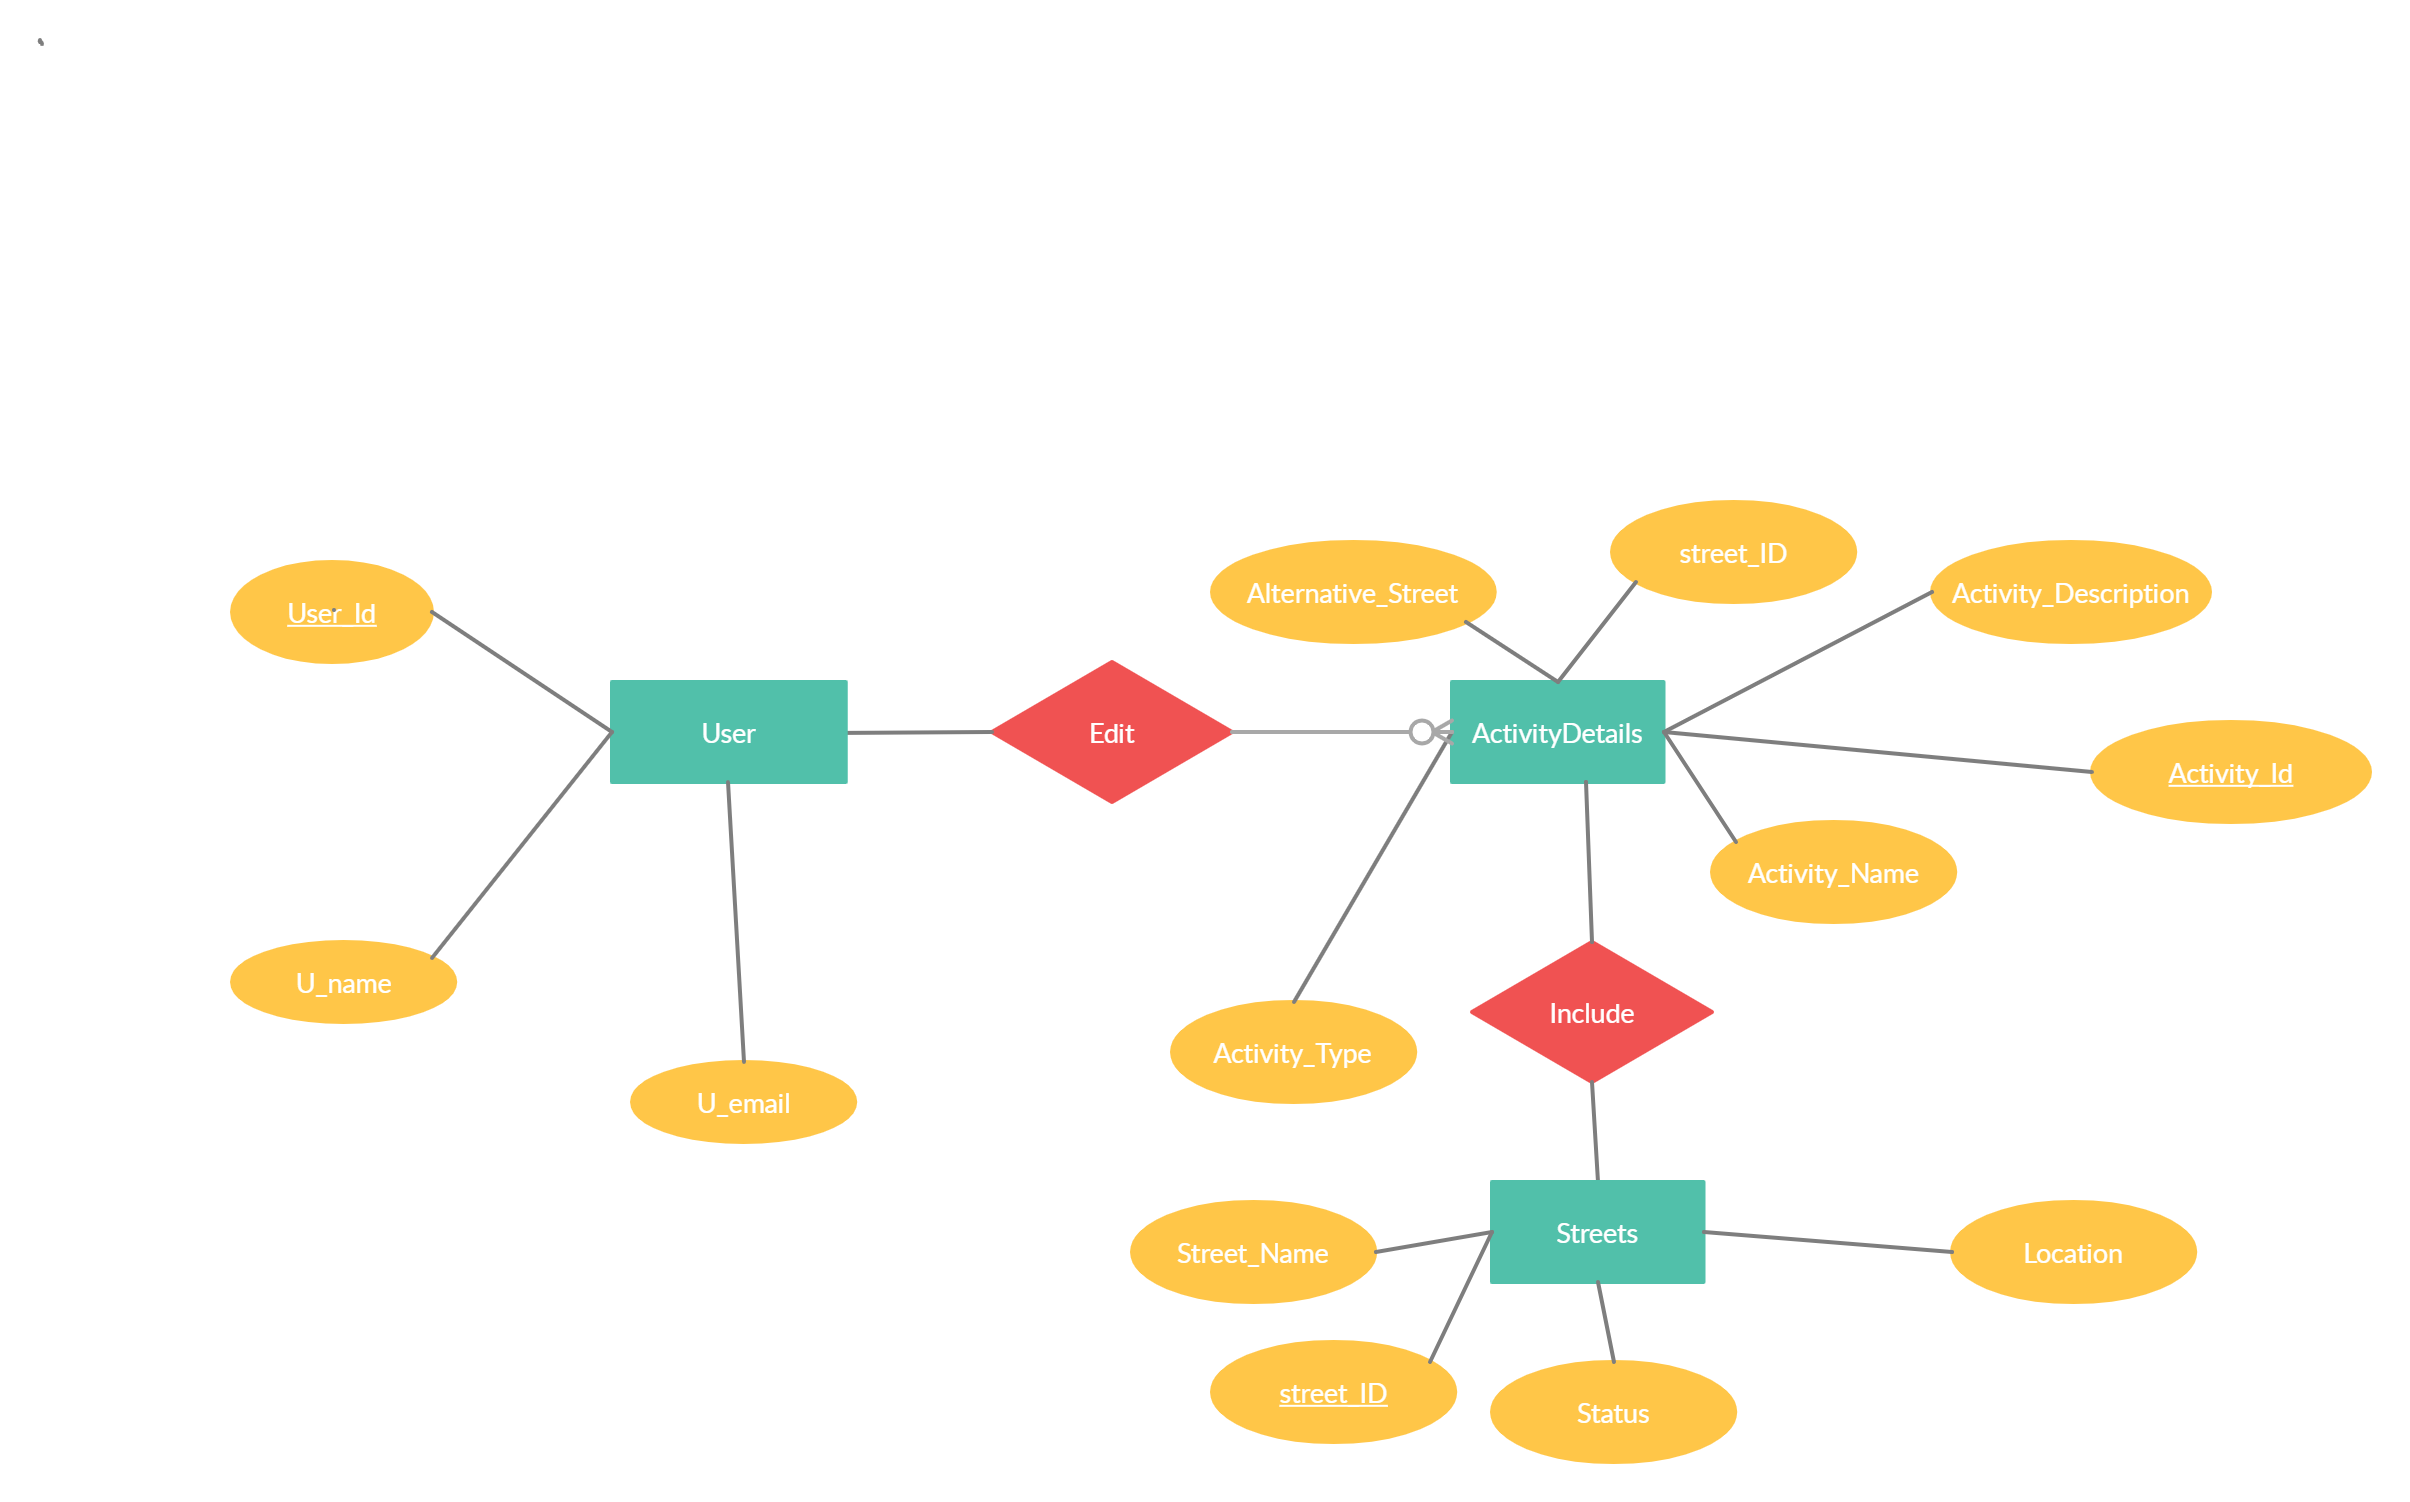 street_ID
Alternative_Street
Activity_Description
User_Id
User
Edit
ActivityDetails
Activity_Id
Activity_Name
U_name
Include
Activity_Type
U_email
Streets
Street_Name
Location
street_ID
Status